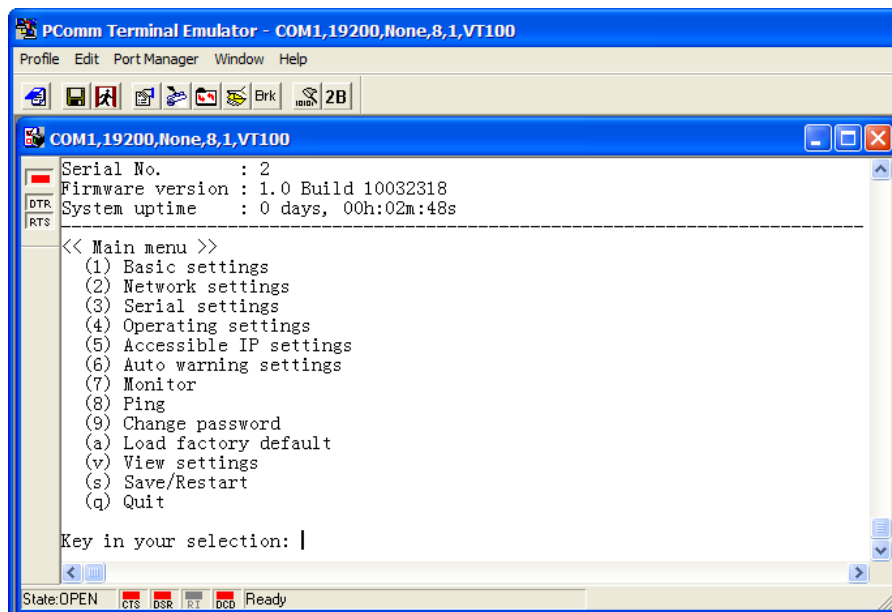 PComm Terminal Emulator - COM1,19200,None,8,1,VT100
Profile Edit Port Manager Window Help
Brk 2B
COM1,19200,None,8,1,VT100
DTR
RTS
Serial No. : 2
Firmware version : 1.0 Build 10032318
System uptime : 0 days, 00h:02m:48s
--------------------------------------------------------------------------------
<< Main menu >>
(1) Basic settings
(2) Network settings
(3) Serial settings
(4) Operating settings
(5) Accessible IP settings
(6) Auto warning settings
(7) Monitor
(8) Ping
(9) Change password
(a) Load factory default
(v) View settings
(s) Save/Restart
(q) Quit
Key in your selection:
State:OPEN CTS DSR RI DCD Ready